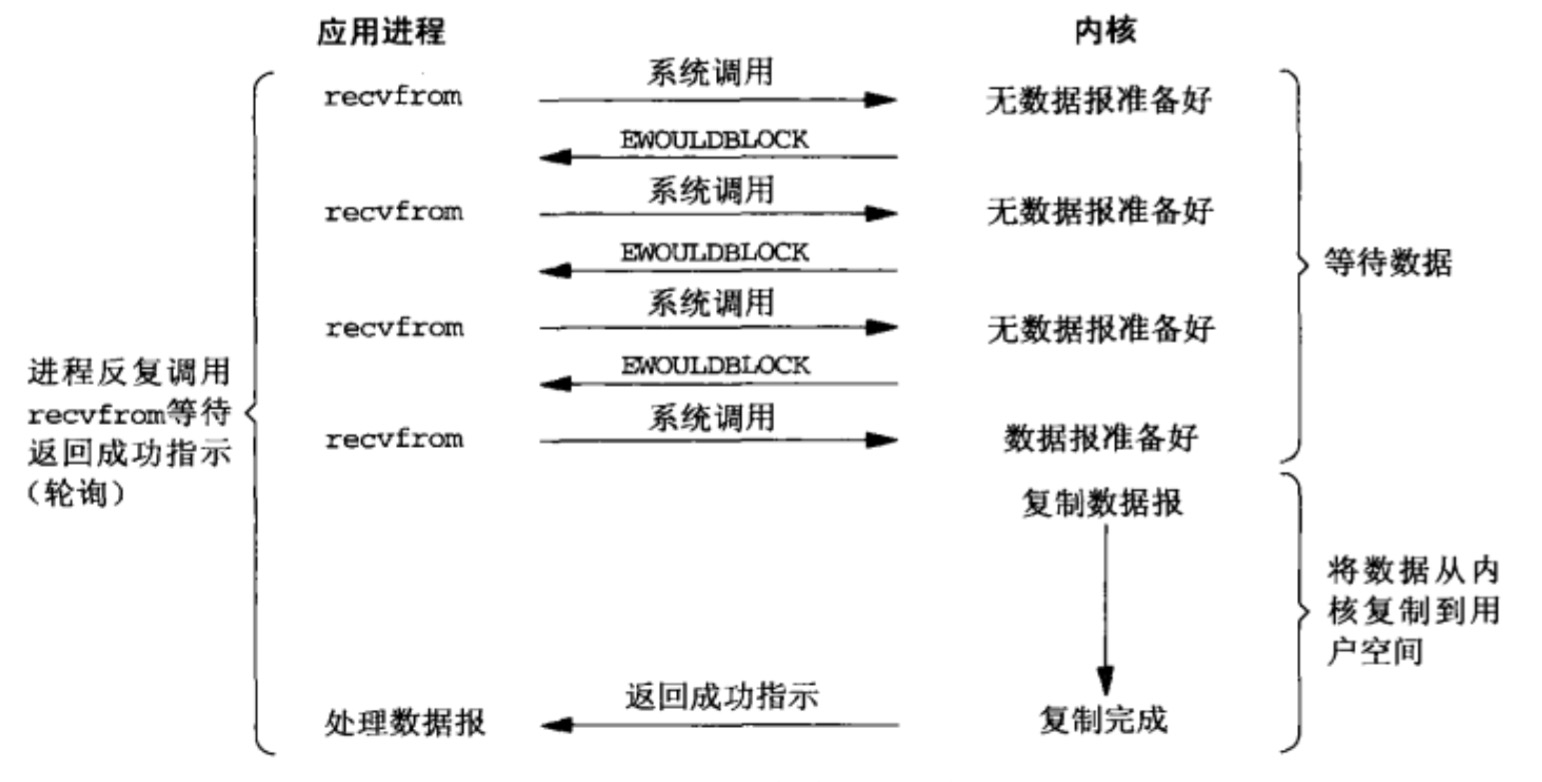 应用进程
内核
系统调用
recvfrom
无数据报准备好
EWOULDBLOCK
系统调用
recvfrom
无数据报准备好
EWOULDBLOCK
等待数据
系统调用
recvfrom
无数据报准备好
EWOULDBLOCK
进程反复调用
recvfrom等待
返回成功指示
(轮询)
系统调用
recvfrom
数据报准备好
复制数据报
将数据从内
核复制到用
户空间
返回成功指示
处理数据报
复制完成